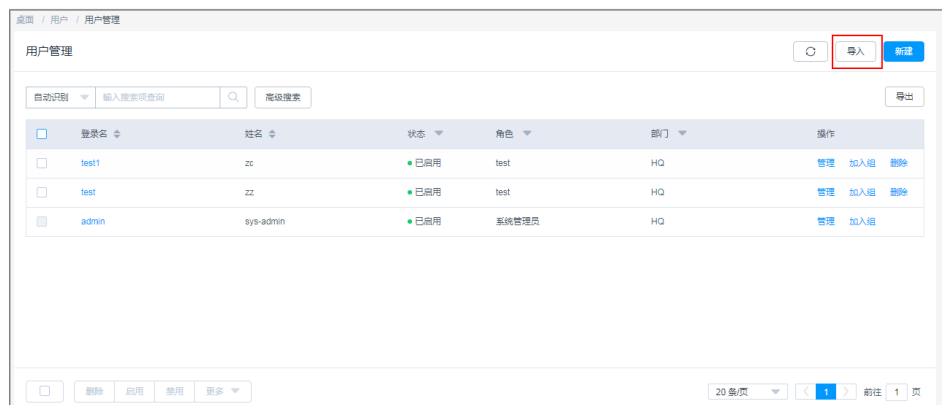 桌面 / 用户 / 用户管理
用户管理
导入
新建
自动识别 输入搜索项查询 高级搜索 导出
登录名 姓名 状态 角色 部门 操作
test1 zc 已启用 test HQ 管理 加入组 删除
test zz 已启用 test HQ 管理 加入组 删除
admin sys-admin 已启用 系统管理员 HQ 管理 加入组
删除 启用 禁用 更多 20 条/页 1 前往 1 页